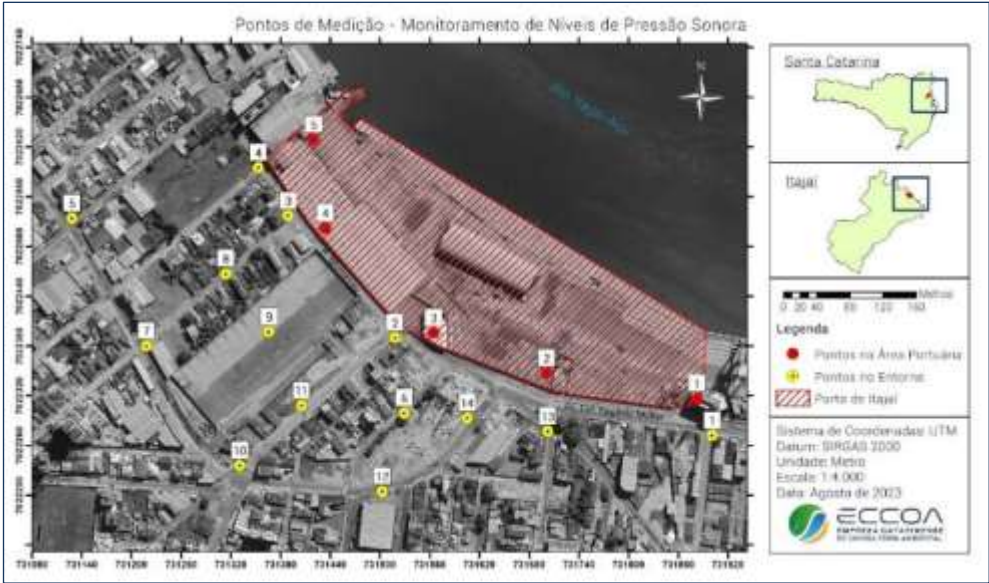 Pontos de Medição - Monitoramento de Níveis de Pressão Sonora
Santa Catarina
Itajaí
N
5
4
5
3
4
8
9
7
2
3
11
6
14
2
13
1
1
10
12
0 20 40 80 120 160
Metros
Legenda
Pontos na Área Portuária
Pontos no Entorno
Porto de Itajaí
Sistema de Coordenadas: UTM
Datum: SIRGAS 2000
Unidade: Metro
Escala: 1:4.000
Data: Agosto de 2023
ECCOA
EMPRESA CATARINENSE
731080 731140 731200 731260 731320 731380 731440 731500 731560 731620 731680 731740 731800 731860 731920